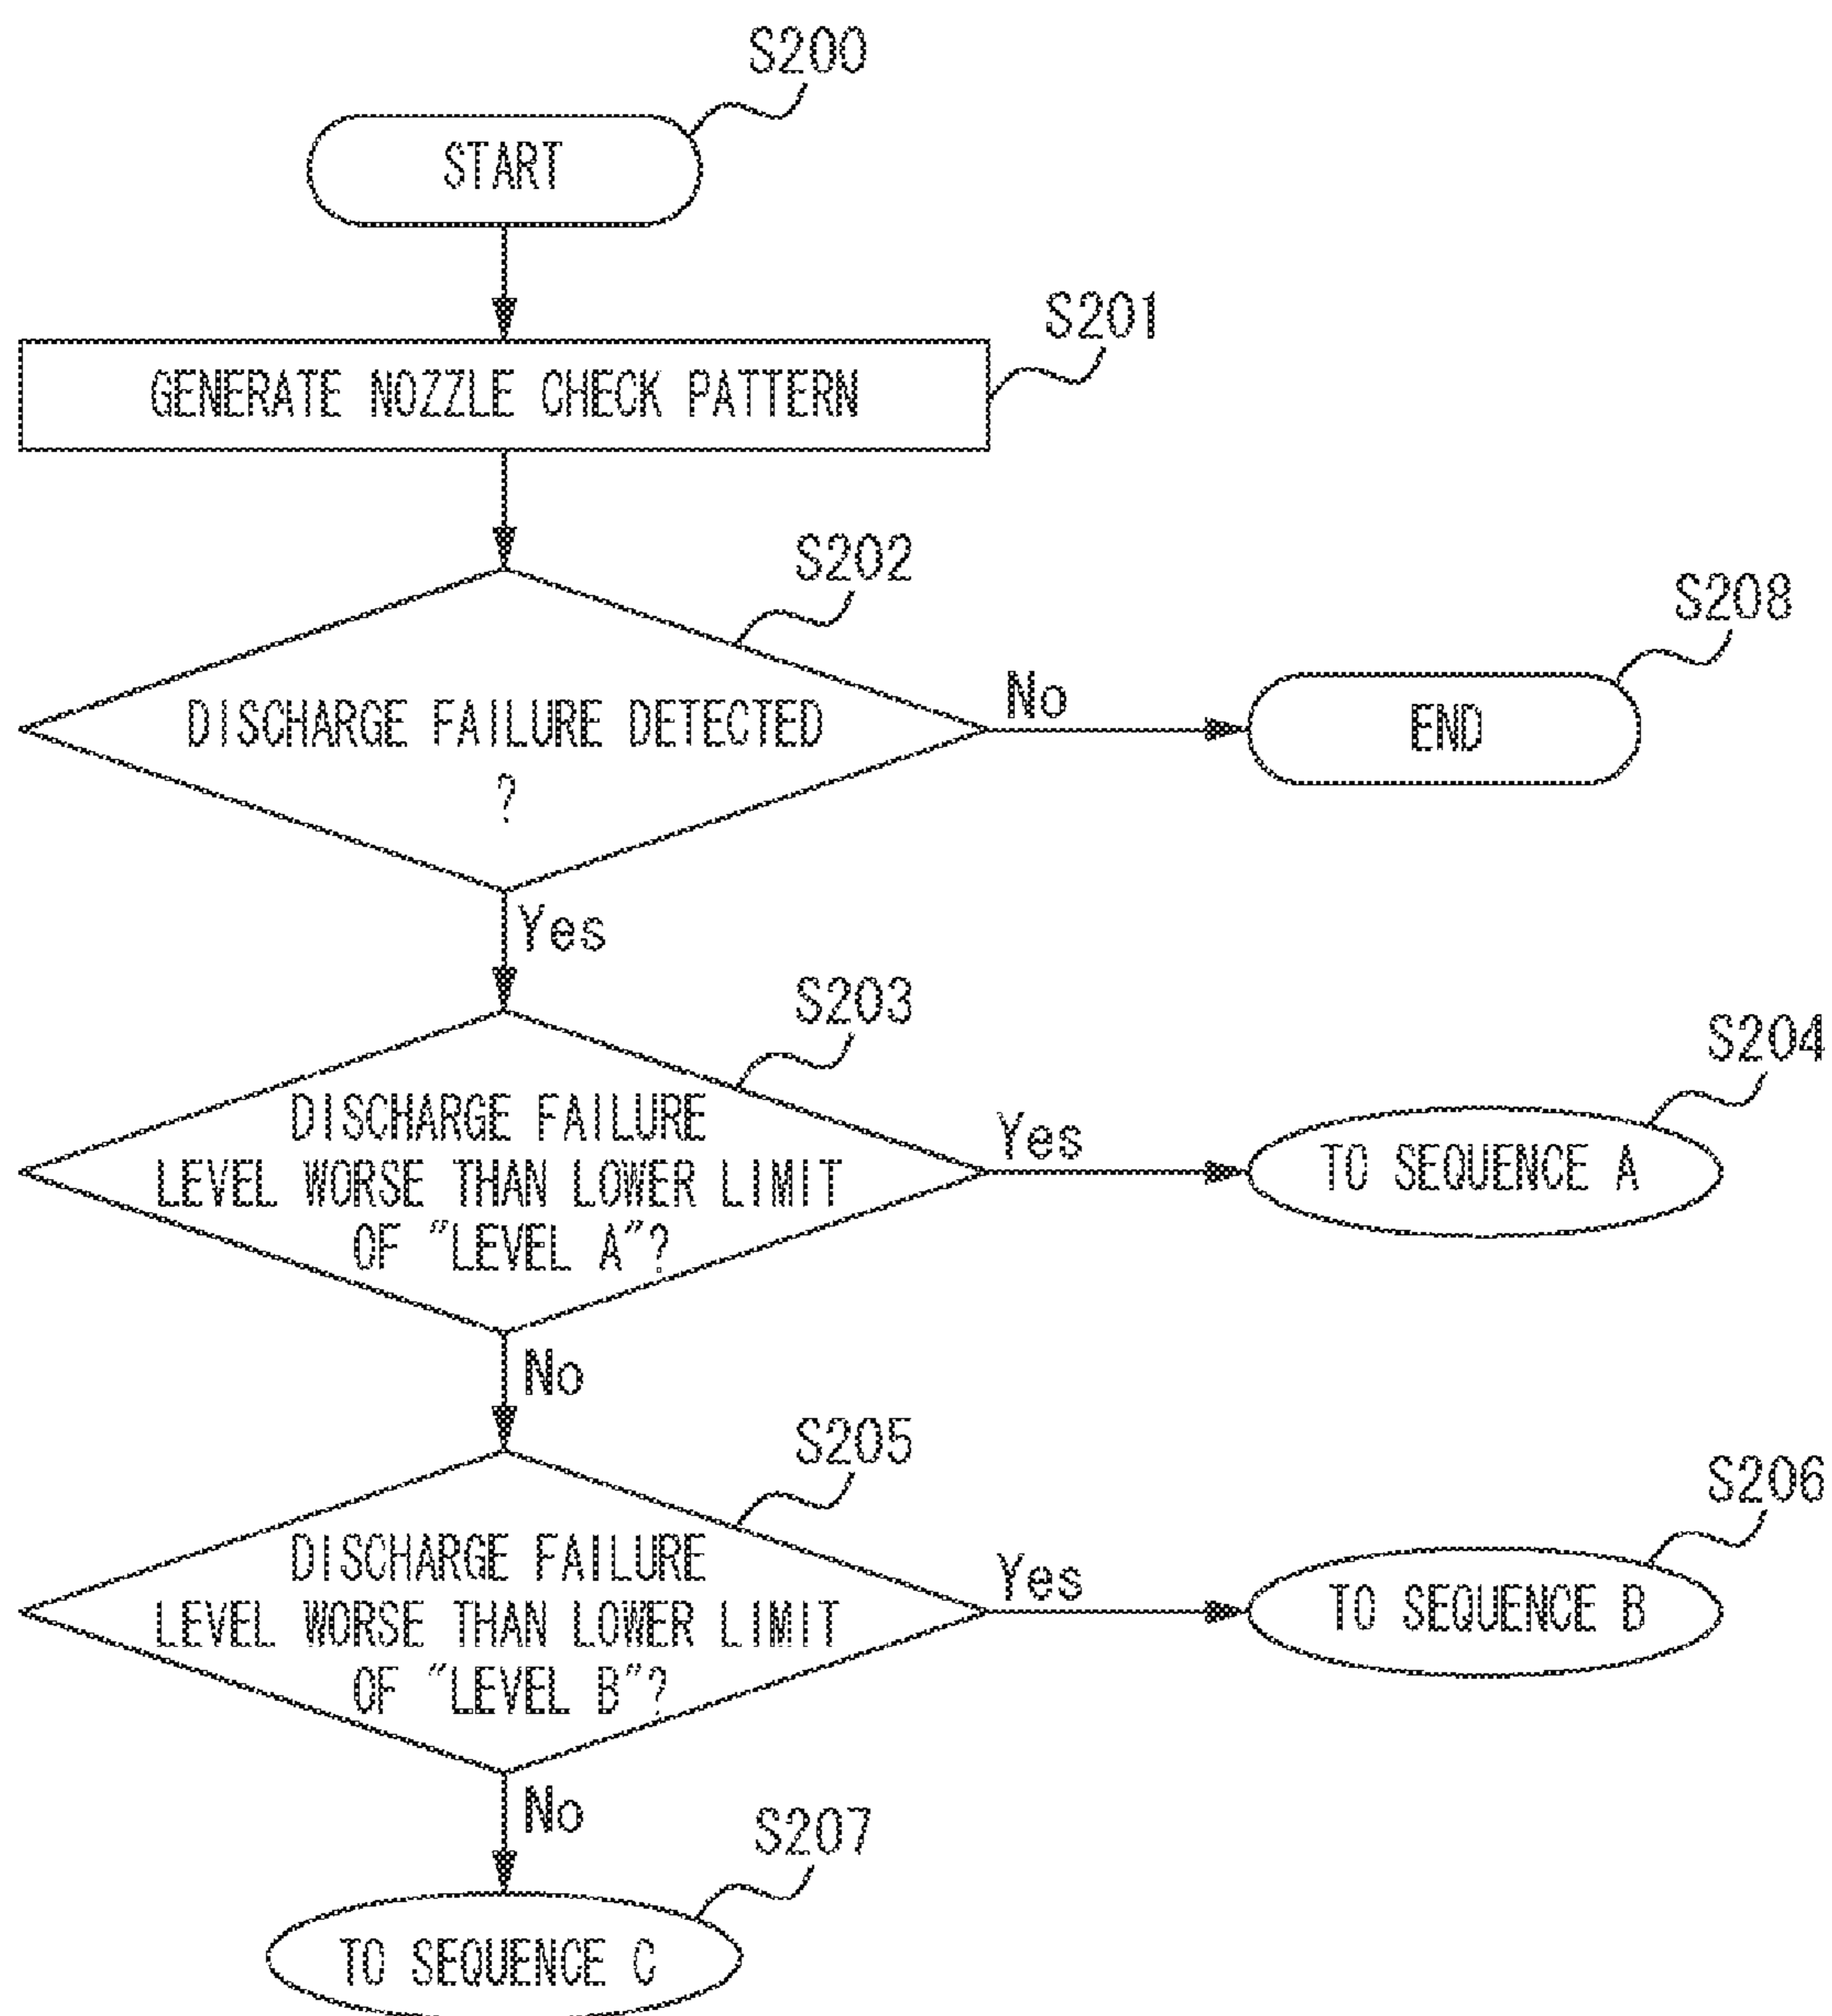 S200
START
S201
GENERATE NOZZLE CHECK PATTERN
S202
DISCHARGE FAILURE DETECTED
?
No
S208
END
Yes
S203
DISCHARGE FAILURE
LEVEL WORSE THAN LOWER LIMIT
OF "LEVEL A"?
Yes
S204
TO SEQUENCE A
No
S205
DISCHARGE FAILURE
LEVEL WORSE THAN LOWER LIMIT
OF "LEVEL B"?
Yes
S206
TO SEQUENCE B
No
S207
TO SEQUENCE C